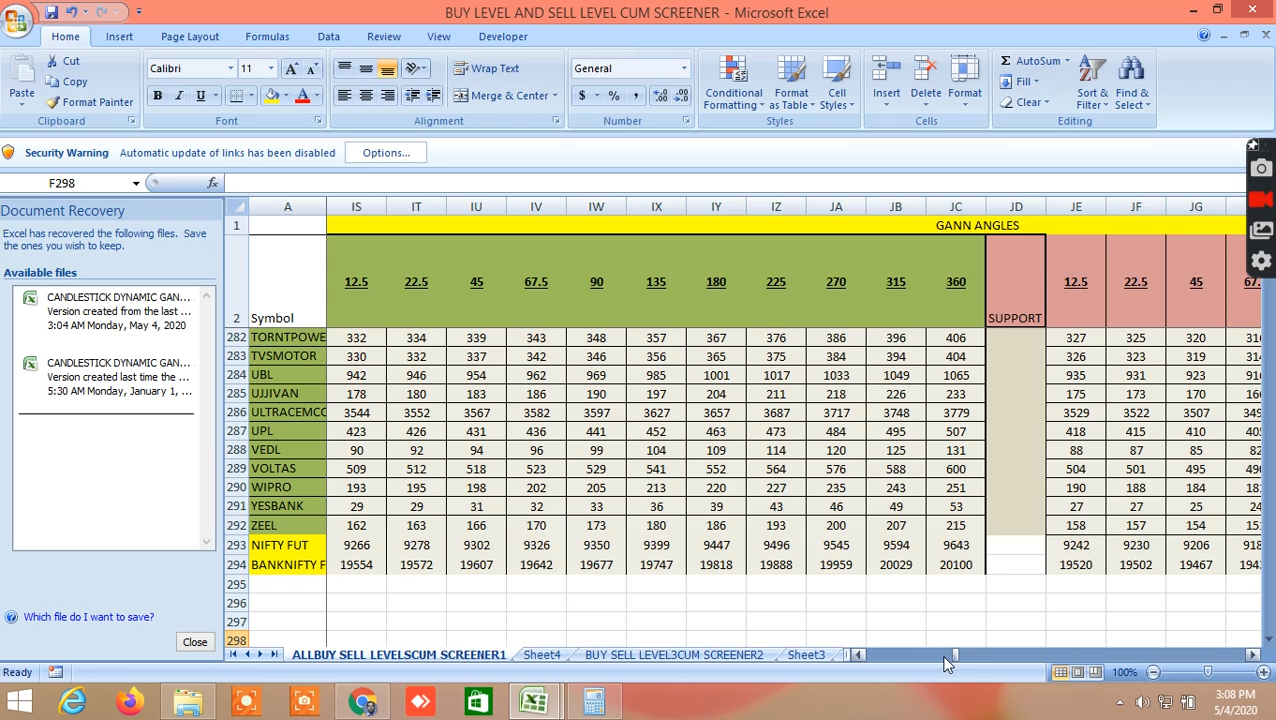 BUY LEVEL AND SELL LEVEL CUM SCREENER - Microsoft Excel
Home Insert Page Layout Formulas Data Review View Developer
Paste Cut Copy Format Painter Clipboard
Calibri 11 Font
Wrap Text Merge & Center Alignment
General $ % , Number
Conditional Formatting Format as Table Cell Styles Styles
Insert Delete Format Cells
Σ AutoSum Fill Clear Sort & Filter Find & Select Editing
Security Warning Automatic update of links has been disabled Options...
F298 fx
Document Recovery
Excel has recovered the following files. Save
the ones you wish to keep.
Available files
CANDLESTICK DYNAMIC GAN...
Version created from the last ...
3:04 AM Monday, May 4, 2020
CANDLESTICK DYNAMIC GAN...
Version created last time the ...
5:30 AM Monday, January 1, ...
Which file do I want to save?
Close
A IS IT IU IV IW IX IY IZ JA JB JC JD JE JF JG
1 GANN ANGLES
2 Symbol 12.5 22.5 45 67.5 90 135 180 225 270 315 360 SUPPORT 12.5 22.5 45 67.
282 TORNTPOWE 332 334 339 343 348 357 367 376 386 396 406 327 325 320 31
283 TVSMOTOR 330 332 337 342 346 356 365 375 384 394 404 326 323 319 31
284 UBL 942 946 954 962 969 985 1001 1017 1033 1049 1065 935 931 923 91
285 UJJIVAN 178 180 183 186 190 197 204 211 218 226 233 175 173 170 16
286 ULTRACEMCO 3544 3552 3567 3582 3597 3627 3657 3687 3717 3748 3779 3529 3522 3507 349
287 UPL 423 426 431 436 441 452 463 473 484 495 507 418 415 410 40
288 VEDL 90 92 94 96 99 104 109 114 120 125 131 88 87 85 82
289 VOLTAS 509 512 518 523 529 541 552 564 576 588 600 504 501 495 49
290 WIPRO 193 195 198 202 205 213 220 227 235 243 251 190 188 184 18
291 YESBANK 29 29 31 32 33 36 39 43 46 49 53 27 27 25 24
292 ZEEL 162 163 166 170 173 180 186 193 200 207 215 158 157 154 15
293 NIFTY FUT 9266 9278 9302 9326 9350 9399 9447 9496 9545 9594 9643 9242 9230 9206 918
294 BANKNIFTY F 19554 19572 19607 19642 19677 19747 19818 19888 19959 20029 20100 19520 19502 19467
295
296
297
298
ALLBUY SELL LEVELSCUM SCREENER1 Sheet4 BUY SELL LEVEL3CUM SCREENER2 Sheet3
Ready 100%
3:08 PM
5/4/2020